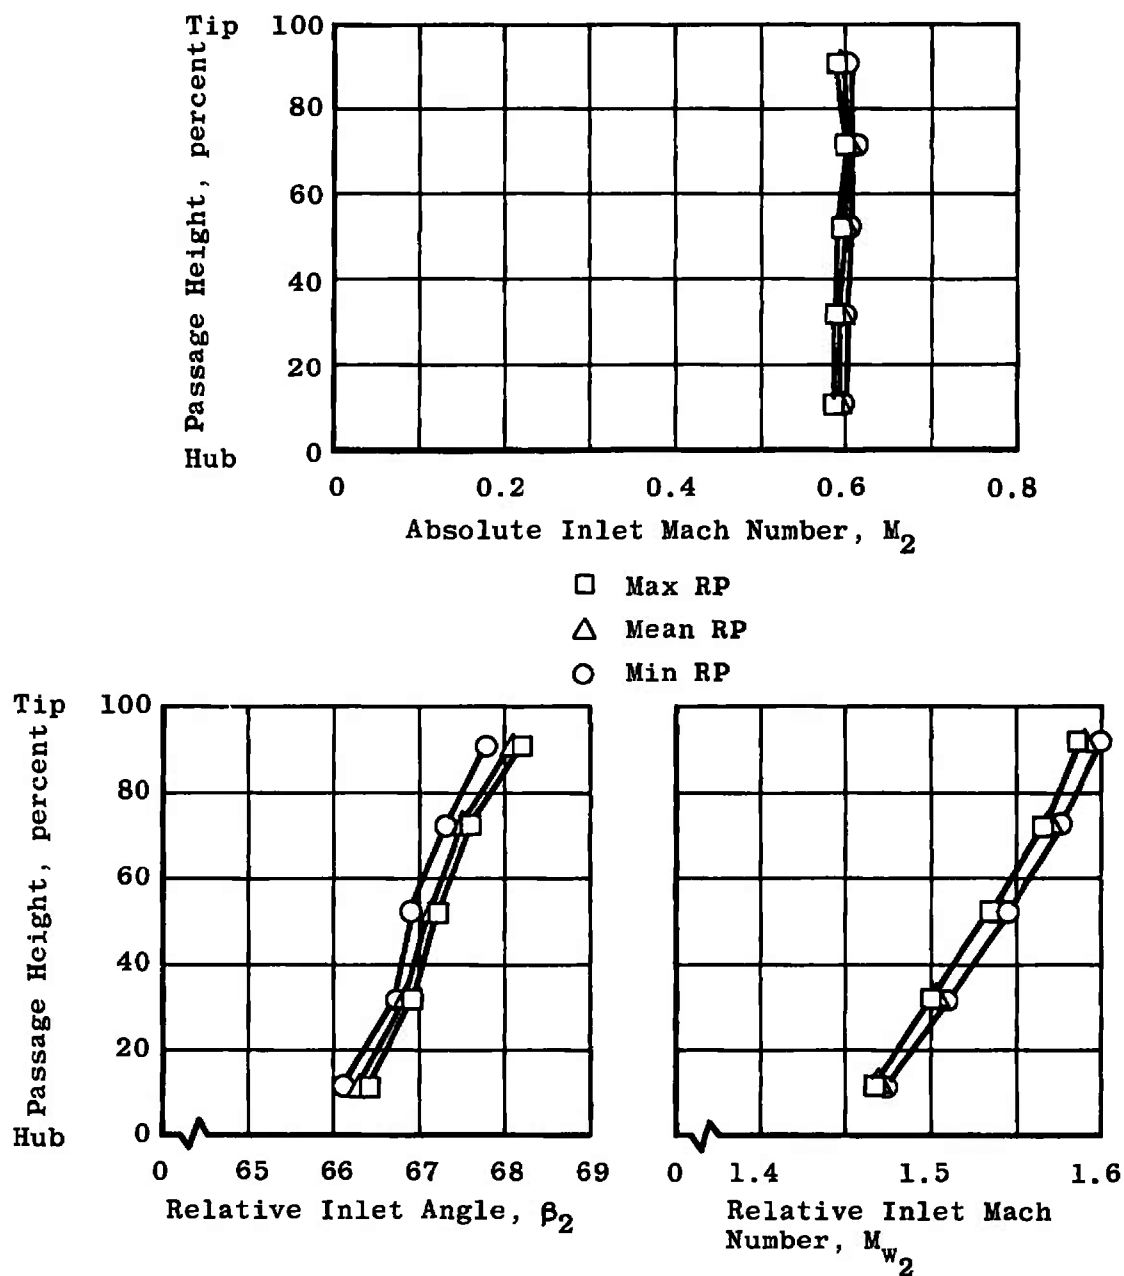 Tip 100
80
60
40
20
0
Hub
Passage Height, percent
0 0.2 0.4 0.6 0.8
Absolute Inlet Mach Number, M2
□ Max RP
△ Mean RP
○ Min RP
Tip 100
80
60
40
20
0
Hub
Passage Height, percent
0 65 66 67 68 69
Relative Inlet Angle, β2
0 1.4 1.5 1.6
Relative Inlet Mach
Number, Mw2